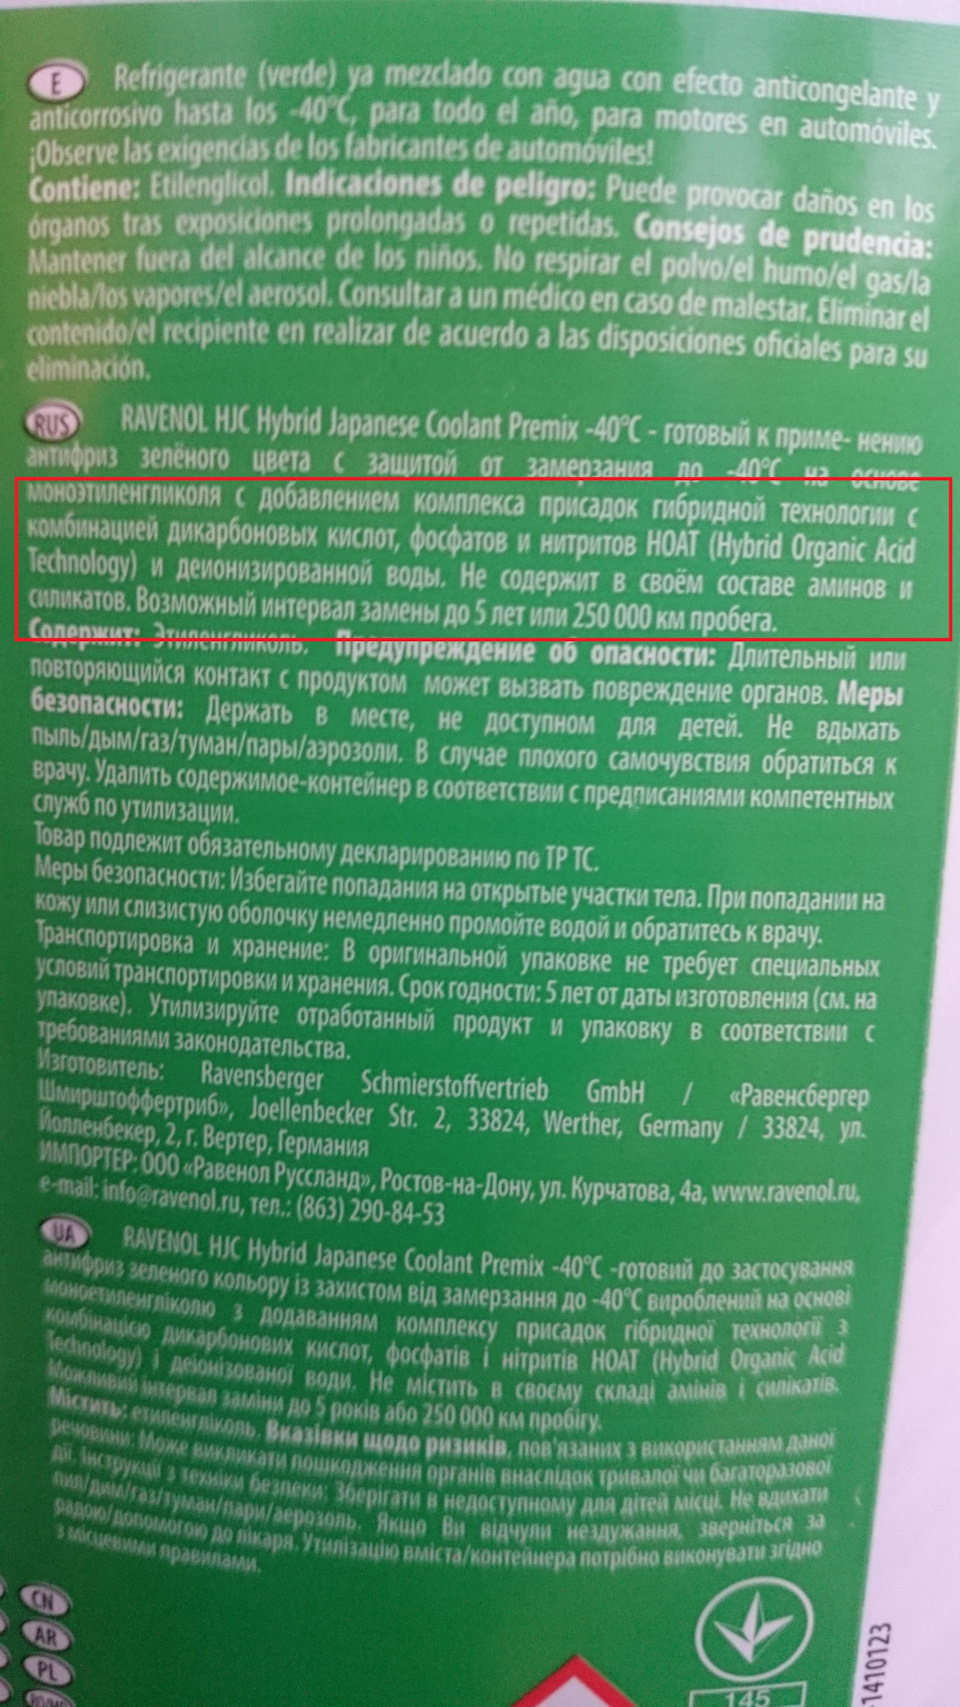 E Refrigerante (verde) ya mezclado con agua con efecto anticongelante y
anticorrosivo hasta los -40°C, para todo el año, para motores en automóviles.
¡Observe las exigencias de los fabricantes de automóviles!
Contiene: Etilenglicol. Indicaciones de peligro: Puede provocar daños en los
órganos tras exposiciones prolongadas o repetidas. Consejos de prudencia:
Mantener fuera del alcance de los niños. No respirar el polvo/el humo/el gas/la
niebla/los vapores/el aerosol. Consultar a un médico en caso de malestar. Eliminar el
contenido/el recipiente en realizar de acuerdo a las disposiciones oficiales para su
eliminación.
RUS RAVENOL HJC Hybrid Japanese Coolant Premix -40°C - готовый к приме- нению
антифриз зелёного цвета с защитой от замерзания до -40°C на основе
моноэтиленгликоля с добавлением комплекса присадок гибридной технологии с
комбинацией дикарбоновых кислот, фосфатов и нитритов HOAT (Hybrid Organic Acid
Technology) и деионизированной воды. Не содержит в своём составе аминов и
силикатов. Возможный интервал замены до 5 лет или 250 000 км пробега.
Содержит: Этиленгликоль. Предупреждение об опасности: Длительный или
повторяющийся контакт с продуктом может вызвать повреждение органов. Меры
безопасности: Держать в месте, не доступном для детей. Не вдыхать
пыль/дым/газ/туман/пары/аэрозоли. В случае плохого самочувствия обратиться к
врачу. Удалить содержимое-контейнер в соответствии с предписаниями компетентных
служб по утилизации.
Товар подлежит обязательному декларированию по ТР ТС.
Меры безопасности: Избегайте попадания на открытые участки тела. При попадании на
кожу или слизистую оболочку немедленно промойте водой и обратитесь к врачу.
Транспортировка и хранение: В оригинальной упаковке не требует специальных
условий транспортировки и хранения. Срок годности: 5 лет от даты изготовления (см. на
упаковке). Утилизируйте отработанный продукт и упаковку в соответствии с
требованиями законодательства.
Изготовитель: Ravensberger Schmierstoffvertrieb GmbH / «Равенсбергер
Шмирштоффертриб», Joellenbecker Str. 2, 33824, Werther, Germany / 33824, ул.
Йолленбекер, 2, г. Вертер, Германия
ИМПОРТЕР: ООО «Равенол Руссланд», Ростов-на-Дону, ул. Курчатова, 4а, www.ravenol.ru,
e-mail: info@ravenol.ru, тел.: (863) 290-84-53
UA RAVENOL HJC Hybrid Japanese Coolant Premix -40°C -готовий до застосування
антифриз зеленого кольору із захистом від замерзання до -40°C вироблений на основі
моноетиленгліколю з додаванням комплексу присадок гібридної технології з
комбінацією дикарбонових кислот, фосфатів і нітритів HOAT (Hybrid Organic Acid
Technology) і деіонізованої води. Не містить в своєму складі амінів і силікатів.
Можливий інтервал заміни до 5 років або 250 000 км пробігу.
Містить: етиленгліколь. Вказівки щодо ризиків, пов'язаних з використанням даної
речовини: Може викликати пошкодження органів внаслідок тривалої чи багаторазової
дії. Інструкції з техніки безпеки: Зберігати в недоступному для дітей місці. Не вдихати
пил/дим/газ/туман/пари/аерозоль. Якщо Ви відчули нездужання, зверніться за
радою/допомогою до лікаря. Утилізацію вміста/контейнера потрібно виконувати згідно
з місцевими правилами.
CN
AR
PL
145
1410123